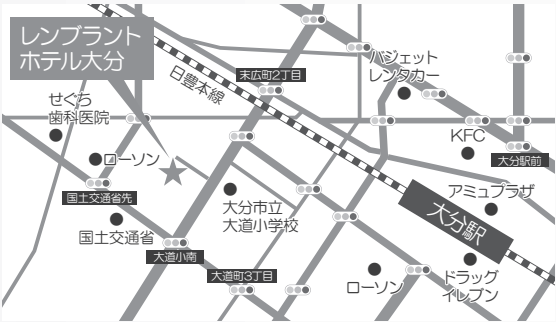 レンブラント
ホテル大分
日豊本線
末広町2丁目
バジェット
レンタカー
せぐち
歯科医院
ローソン
KFC
大分駅前
国土交通省先
アミュプラザ
大分市立
大道小学校
大分駅
国土交通省
大道小南
大道町3丁目
ローソン
ドラッグ
イレブン